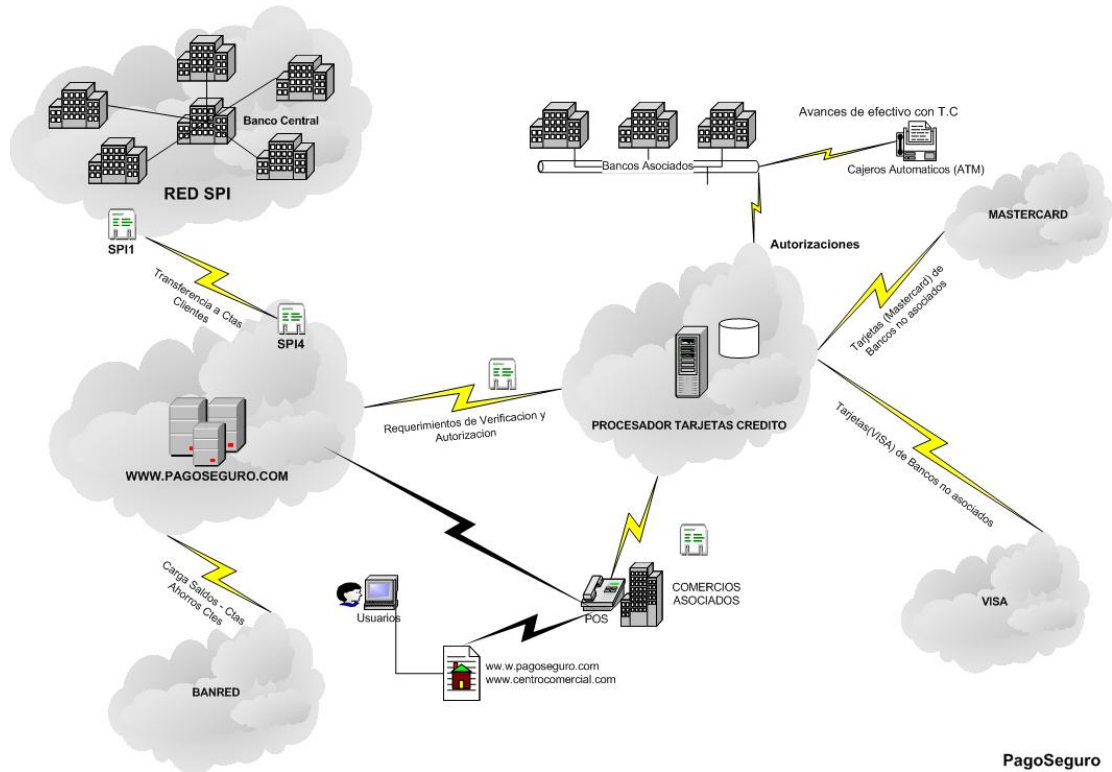 Banco Central
RED SPI
SPI1
Transferencia a Ctas
Clientes
SPI4
WWW.PAGOSEGURO.COM
Carga Saldos - Ctas
Ahorros Ctes
BANRED
Requerimientos de Verificacion y
Autorizacion
Bancos Asociados
Avances de efectivo con T.C
Cajeros Automaticos (ATM)
Autorizaciones
PROCESADOR TARJETAS CREDITO
MASTERCARD
Tarjetas (Mastercard) de
Bancos no asociados
Tarjetas(VISA) de Bancos no asociados
VISA
COMERCIOS
ASOCIADOS
POS
Usuarios
ww.w.pagoseguro.com
www.centrocomercial.com
PagoSeguro